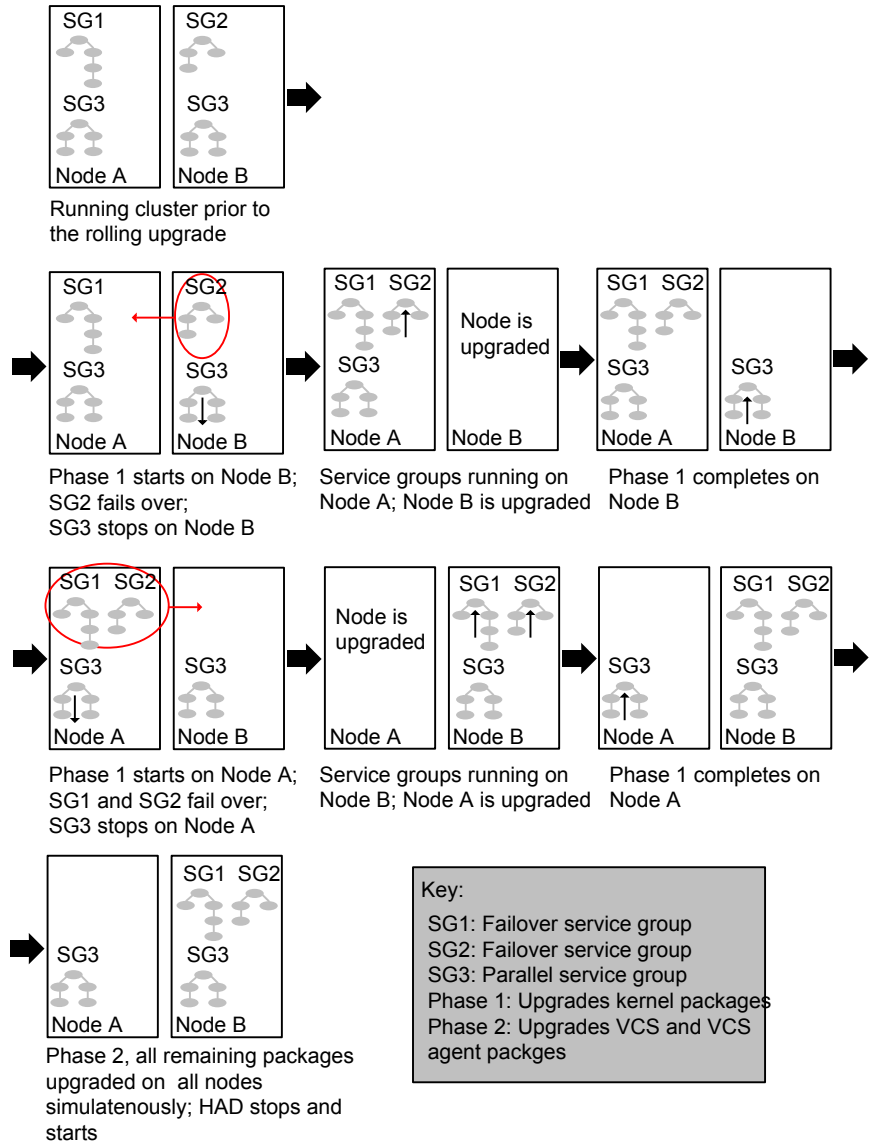 SG1
SG2
SG3
SG3
Node A
Node B
Running cluster prior to
the rolling upgrade
SG1
SG2
SG3
SG3
Node A
Node B
Phase 1 starts on Node B;
SG2 fails over;
SG3 stops on Node B
SG1 SG2
SG3
Node is
upgraded
Node A
Node B
Service groups running on
Node A; Node B is upgraded
SG1 SG2
SG3
SG3
Node A
Node B
Phase 1 completes on
Node B
SG1 SG2
SG3
SG3
Node A
Node B
Phase 1 starts on Node A;
SG1 and SG2 fail over;
SG3 stops on Node A
Node is
upgraded
SG1 SG2
SG3
Node A
Node B
Service groups running on
Node B; Node A is upgraded
SG1 SG2
SG3
SG3
Node A
Node B
Phase 1 completes on
Node A
SG1 SG2
SG3
SG3
Node A
Node B
Phase 2, all remaining packages
upgraded on all nodes
simulatenously; HAD stops and
starts
Key:
SG1: Failover service group
SG2: Failover service group
SG3: Parallel service group
Phase 1: Upgrades kernel packages
Phase 2: Upgrades VCS and VCS
agent packges